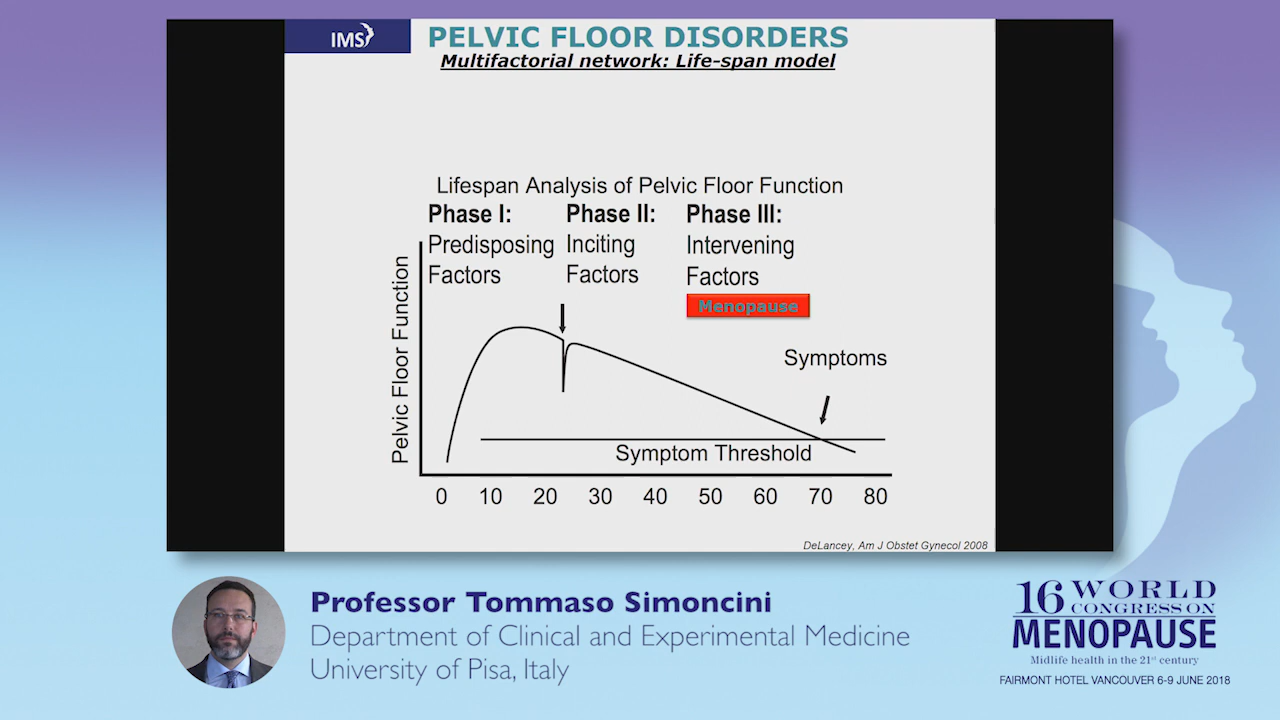 IMS
PELVIC FLOOR DISORDERS
Multifactorial network: Life-span model
Lifespan Analysis of Pelvic Floor Function
Phase I:
Predisposing
Factors
Phase II:
Inciting
Factors
Phase III:
Intervening
Factors
Menopause
Symptoms
Pelvic Floor Function
Symptom Threshold
0 10 20 30 40 50 60 70 80
DeLancey, Am J Obstet Gynecol 2008
Professor Tommaso Simoncini
Department of Clinical and Experimental Medicine
University of Pisa, Italy
16 WORLD
CONGRESS ON
MENOPAUSE
Midlife health in the 21st century
FAIRMONT HOTEL VANCOUVER 6-9 JUNE 2018